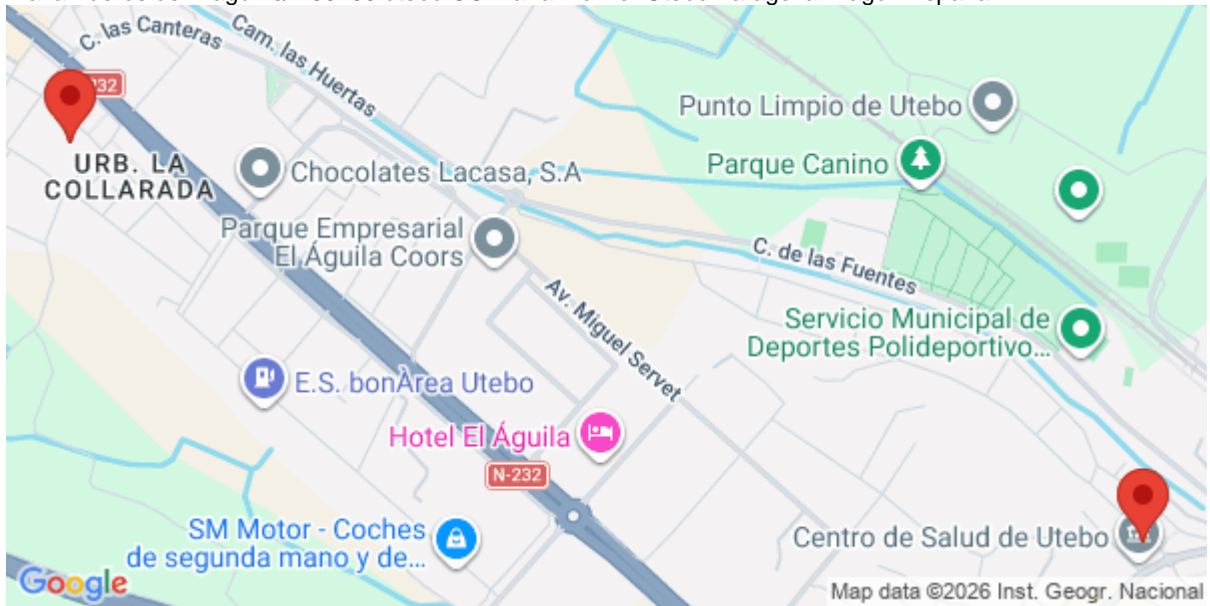 C. las Canteras
Cam. las Huertas
232
URB. LA
COLLARADA
Chocolates Lacasa, S.A
Punto Limpio de Utebo
Parque Canino
Parque Empresarial
El Águila Coors
C. de las Fuentes
Av. Miguel Servet
Servicio Municipal de
Deportes Polideportivo...
E.S. bonÀrea Utebo
Hotel El Águila
N-232
SM Motor - Coches
de segunda mano y de...
Centro de Salud de Utebo
Google
Map data ©2026 Inst. Geogr. Nacional